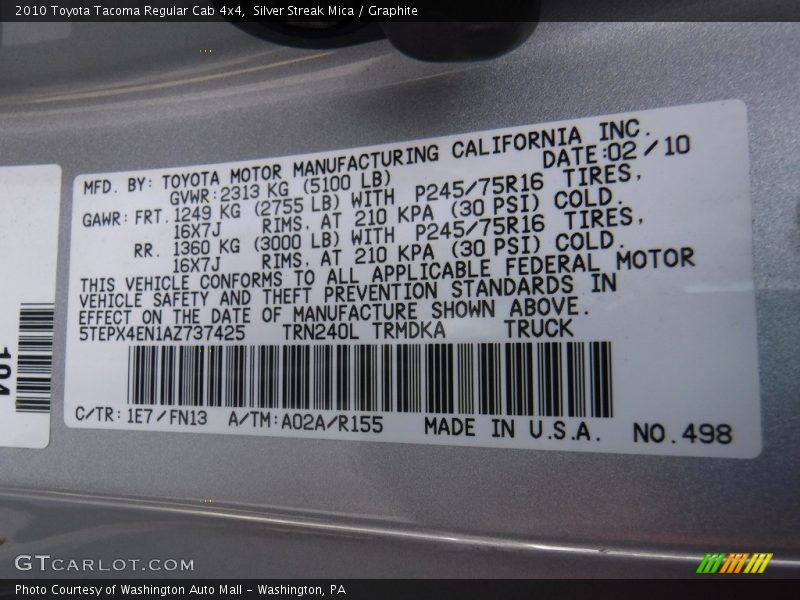 2010 Toyota Tacoma Regular Cab 4x4,  Silver Streak Mica / Graphite
MFD. BY: TOYOTA MOTOR MANUFACTURING CALIFORNIA INC.
DATE:02/10
GVWR:2313 KG (5100 LB)
GAWR: FRT. 1249 KG (2755 LB) WITH P245/75R16 TIRES,
16X7J RIMS, AT 210 KPA (30 PSI) COLD.
RR. 1360 KG (3000 LB) WITH P245/75R16 TIRES,
16X7J RIMS, AT 210 KPA (30 PSI) COLD.
THIS VEHICLE CONFORMS TO ALL APPLICABLE FEDERAL MOTOR
VEHICLE SAFETY AND THEFT PREVENTION STANDARDS IN
EFFECT ON THE DATE OF MANUFACTURE SHOWN ABOVE.
5TEPX4EN1AZ737425 TRN240L TRMDKA TRUCK
C/TR: 1E7/FN13 A/TM:A02A/R155 MADE IN U.S.A. NO.498
104
GTCARLOT.COM
Photo Courtesy of Washington Auto Mall – Washington, PA